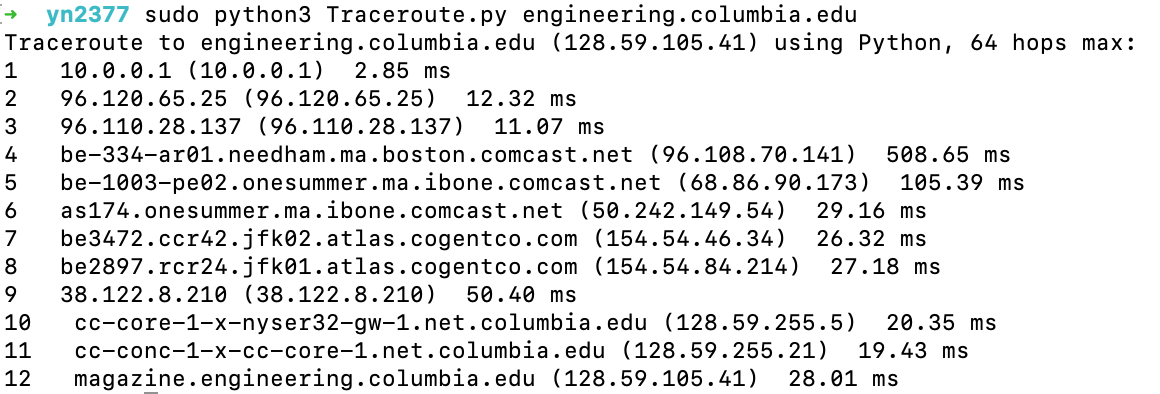 → yn2377 sudo python3 Traceroute.py engineering.columbia.edu
Traceroute to engineering.columbia.edu (128.59.105.41) using Python, 64 hops max:
1 10.0.0.1 (10.0.0.1) 2.85 ms
2 96.120.65.25 (96.120.65.25) 12.32 ms
3 96.110.28.137 (96.110.28.137) 11.07 ms
4 be-334-ar01.needham.ma.boston.comcast.net (96.108.70.141) 508.65 ms
5 be-1003-pe02.onesummer.ma.ibone.comcast.net (68.86.90.173) 105.39 ms
6 as174.onesummer.ma.ibone.comcast.net (50.242.149.54) 29.16 ms
7 be3472.ccr42.jfk02.atlas.cogentco.com (154.54.46.34) 26.32 ms
8 be2897.rcr24.jfk01.atlas.cogentco.com (154.54.84.214) 27.18 ms
9 38.122.8.210 (38.122.8.210) 50.40 ms
10 cc-core-1-x-nyser32-gw-1.net.columbia.edu (128.59.255.5) 20.35 ms
11 cc-conc-1-x-cc-core-1.net.columbia.edu (128.59.255.21) 19.43 ms
12 magazine.engineering.columbia.edu (128.59.105.41) 28.01 ms